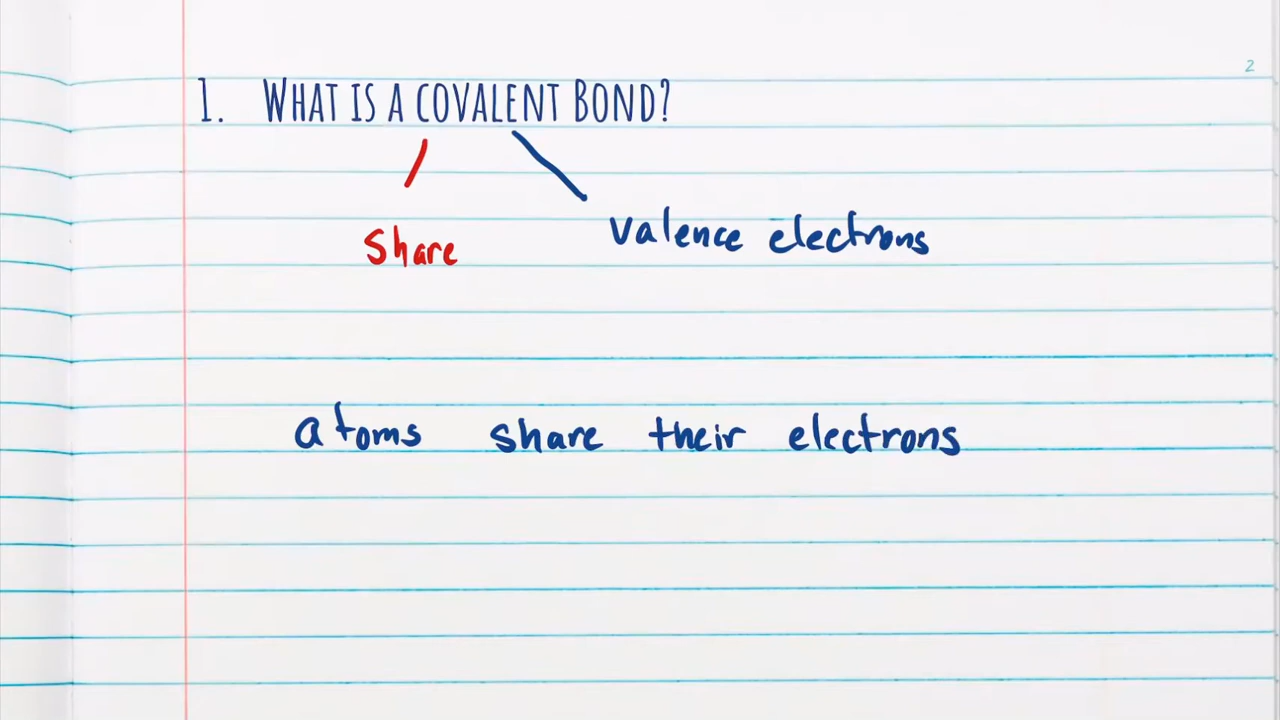 2
1. What is a covalent Bond?
share
valence electrons
atoms share their electrons